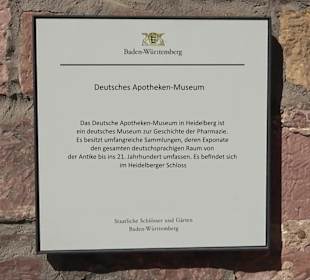 Baden-Württemberg
Deutsches Apotheken-Museum
Das Deutsche Apotheken-Museum in Heidelberg ist
ein deutsches Museum zur Geschichte der Pharmazie.
Es besitzt umfangreiche Sammlungen, deren Exponate
den gesamten deutschsprachigen Raum von
der Antike bis ins 21. Jahrhundert umfassen. Es befindet sich
im Heidelberger Schloss
Staatliche Schlösser und Gärten
Baden-Württemberg